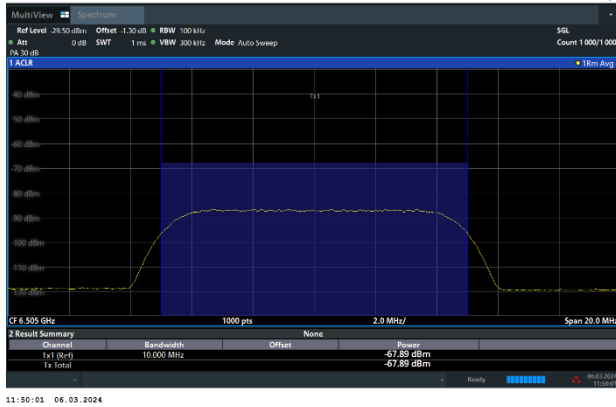 MultiView Spectrum
Ref Level -29.50 dBm Offset -1.30 dB RBW 100 kHz SGL
Att 0 dB SWT 1 ms VBW 300 kHz Mode Auto Sweep Count 1000/1000
PA 30 dB
1 ACLR 1Rm Avg
Tx1
-40 dBm
-50 dBm
-60 dBm
-70 dBm
-80 dBm
-90 dBm
-100 dBm
-110 dBm
-120 dBm
CF 6.505 GHz 1000 pts 2.0 MHz/ Span 20.0 MHz
2 Result Summary None
Channel Bandwidth Offset Power
Tx1 (Ref) 10.000 MHz -67.89 dBm
Tx Total -67.89 dBm
Ready 06.03.2024
11:50:01
11:50:01 06.03.2024